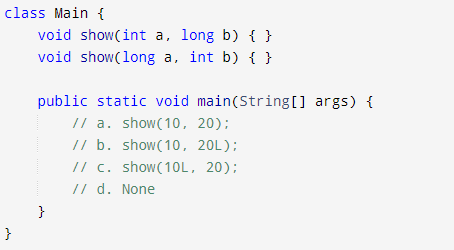 class Main {
    void show(int a, long b) { }
    void show(long a, int b) { }

    public static void main(String[] args) {
        // a. show(10, 20);
        // b. show(10, 20L);
        // c. show(10L, 20);
        // d. None
    }
}